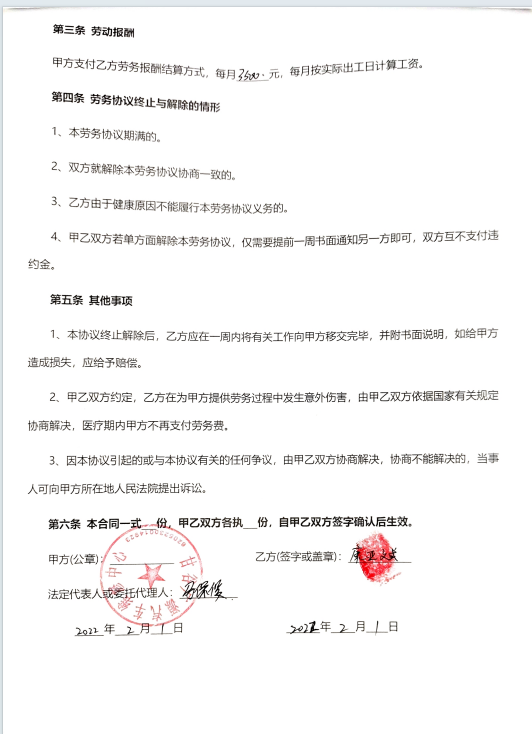 第三条 劳动报酬
甲方支付乙方劳务报酬结算方式，每月3500.元，每月按实际出工日计算工资。
第四条 劳务协议终止与解除的情形
1、本劳务协议期满的。
2、双方就解除本劳务协议协商一致的。
3、乙方由于健康原因不能履行本劳务协议义务的。
4、甲乙双方若单方面解除本劳务协议，仅需要提前一周书面通知另一方即可，双方互不支付违
约金。
第五条 其他事项
1、本协议终止解除后，乙方应在一周内将有关工作向甲方移交完毕，并附书面说明，如给甲方
造成损失，应给予赔偿。
2、甲乙双方约定，乙方在为甲方提供劳务过程中发生意外伤害，由甲乙双方依据国家有关规定
协商解决，医疗期内甲方不再支付劳务费。
3、因本协议引起的或与本协议有关的任何争议，由甲乙双方协商解决，协商不能解决的，当事
人可向甲方所在地人民法院提出诉讼。
第六条 本合同一式__份，甲乙双方各执__份，自甲乙双方签字确认后生效。
甲方(公章)：
乙方(签字或盖章)：
法定代表人或委托代理人：
2022年2月1日
2022年2月1日